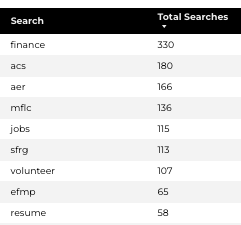 Search Total Searches
finance 330
acs 180
aer 166
mflc 136
jobs 115
sfrg 113
volunteer 107
efmp 65
resume 58